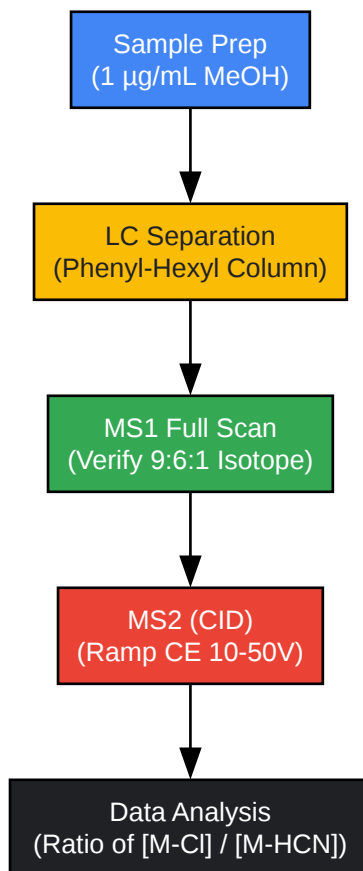 Sample Prep
(1 µg/mL MeOH)
LC Separation
(Phenyl-Hexyl Column)
MS1 Full Scan
(Verify 9:6:1 Isotope)
MS2 (CID)
(Ramp CE 10-50V)
Data Analysis
(Ratio of [M-Cl] / [M-HCN])